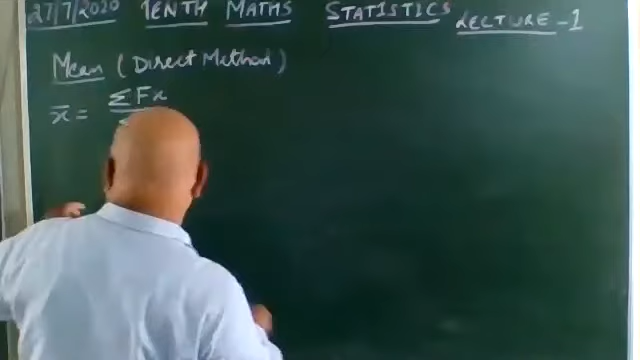 27/7/2020 TENTH MATHS STATISTICS LECTURE-1
Mean (Direct Method)
x̄ = ΣFx